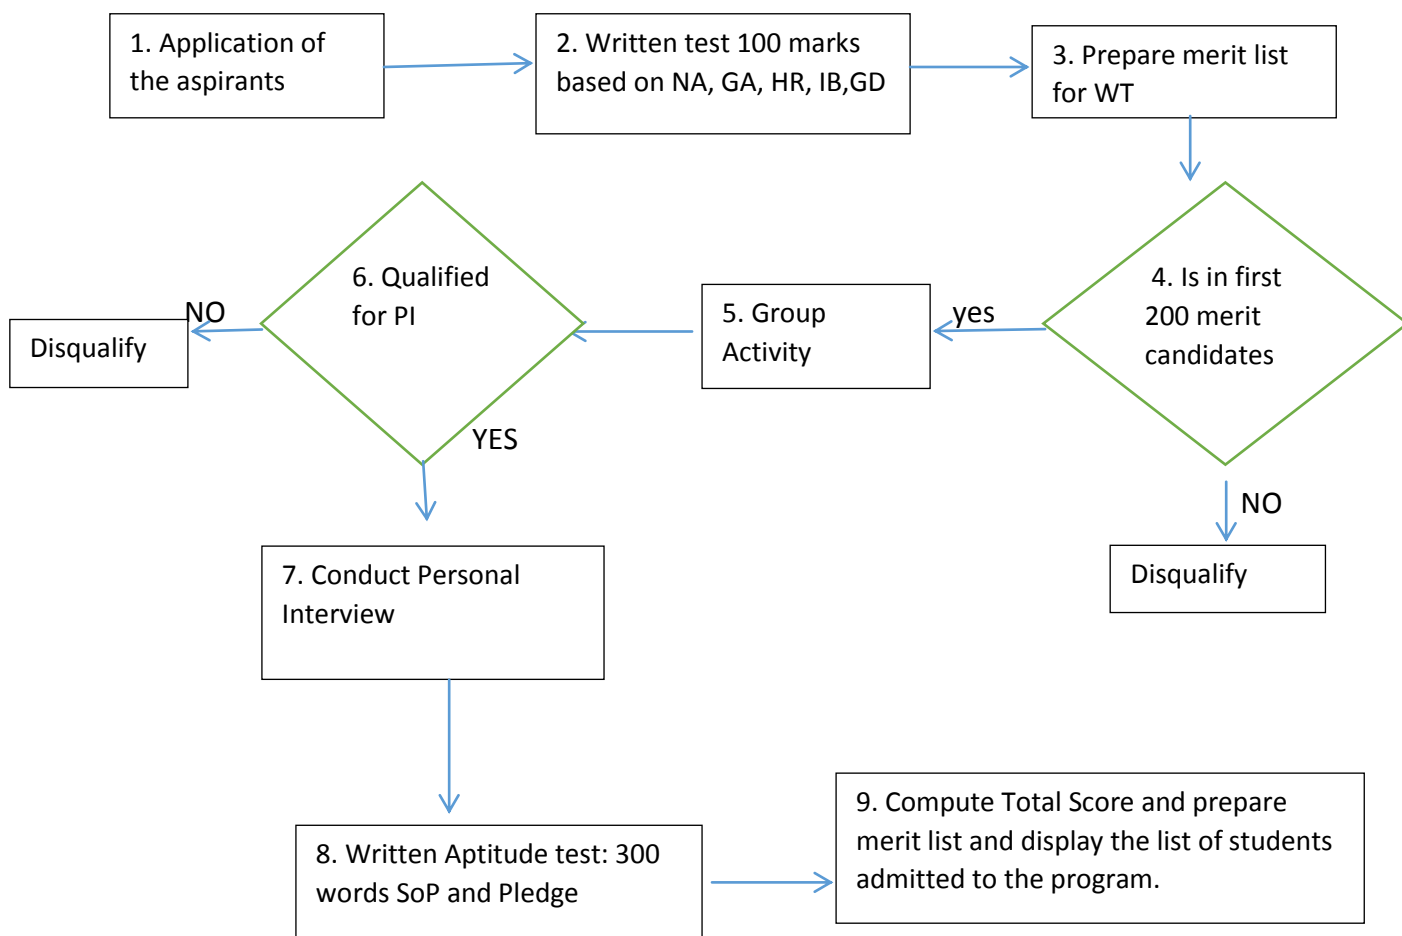 1. Application of
the aspirants
2. Written test 100 marks
based on NA, GA, HR, IB,GD
3. Prepare merit list
for WT
4. Is in first
200 merit
candidates
yes
NO
Disqualify
5. Group
Activity
6. Qualified
for PI
NO
Disqualify
YES
7. Conduct Personal
Interview
8. Written Aptitude test: 300
words SoP and Pledge
9. Compute Total Score and prepare
merit list and display the list of students
admitted to the program.